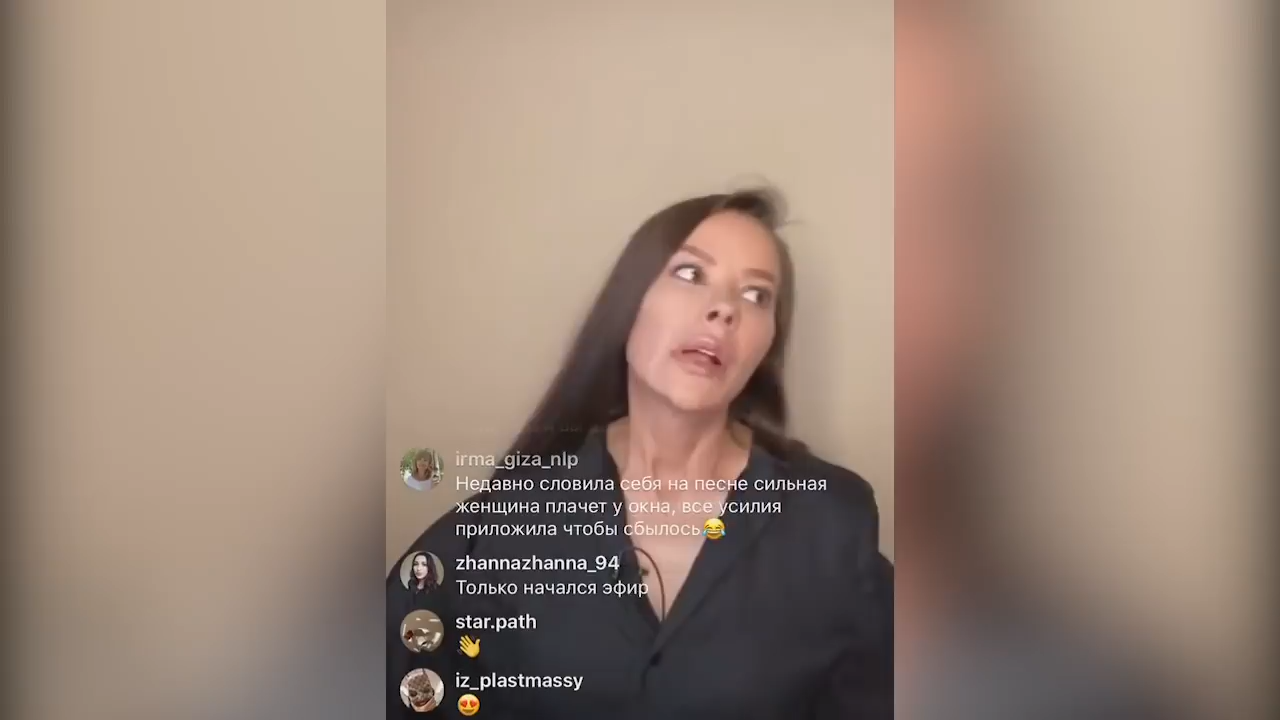 irma_giza_nlp
Недавно словила себя на песне сильная
женщина плачет у окна, все усилия
приложила чтобы сбылось😂
zhannazhanna_94
Только начался эфир
star.path
👋
iz_plastmassy
😍